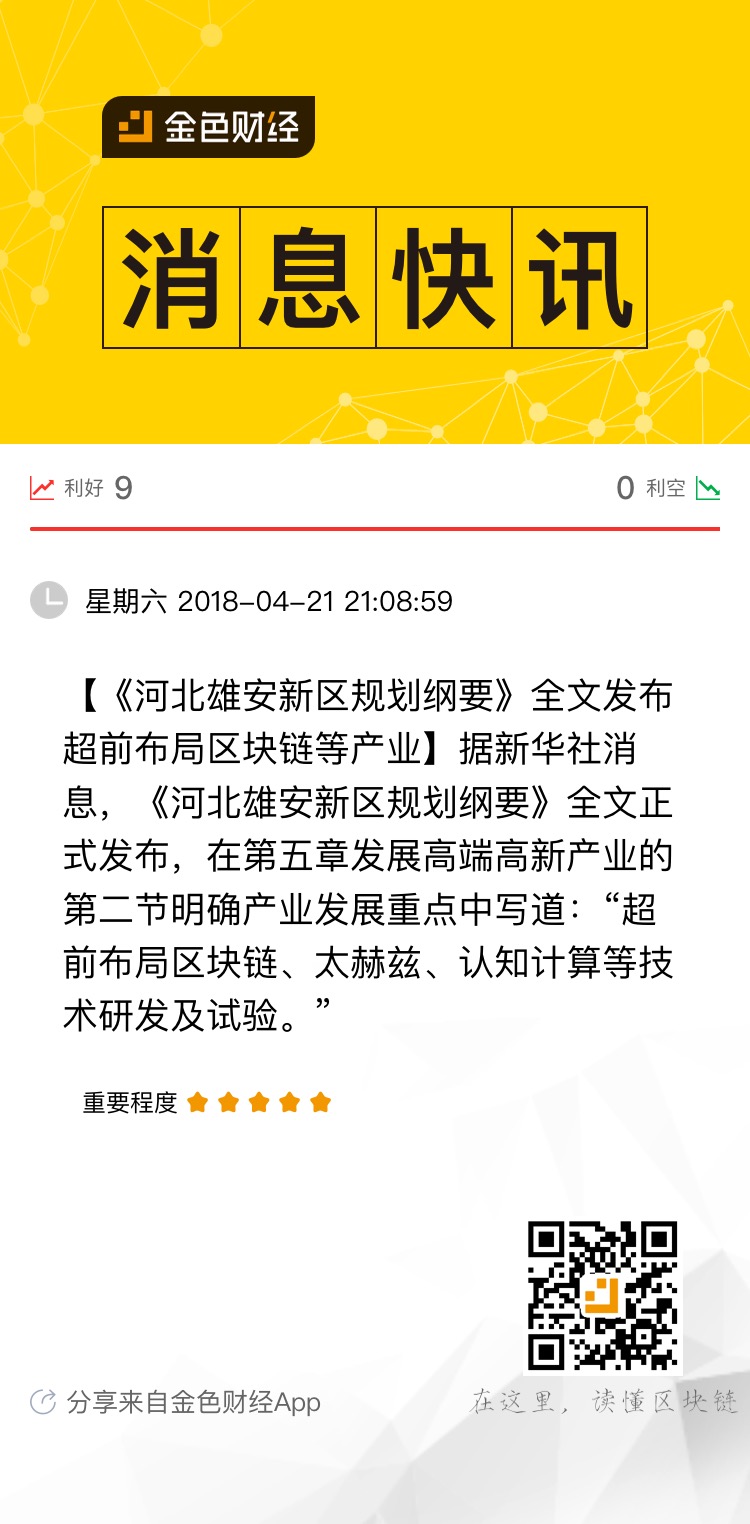 金色财经
消息快讯
利好 9
0 利空
星期六 2018-04-21 21:08:59
【《河北雄安新区规划纲要》全文发布
超前布局区块链等产业】据新华社消
息，《河北雄安新区规划纲要》全文正
式发布，在第五章发展高端高新产业的
第二节明确产业发展重点中写道：“超
前布局区块链、太赫兹、认知计算等技
术研发及试验。”
重要程度
分享来自金色财经App
在这里，读懂区块链